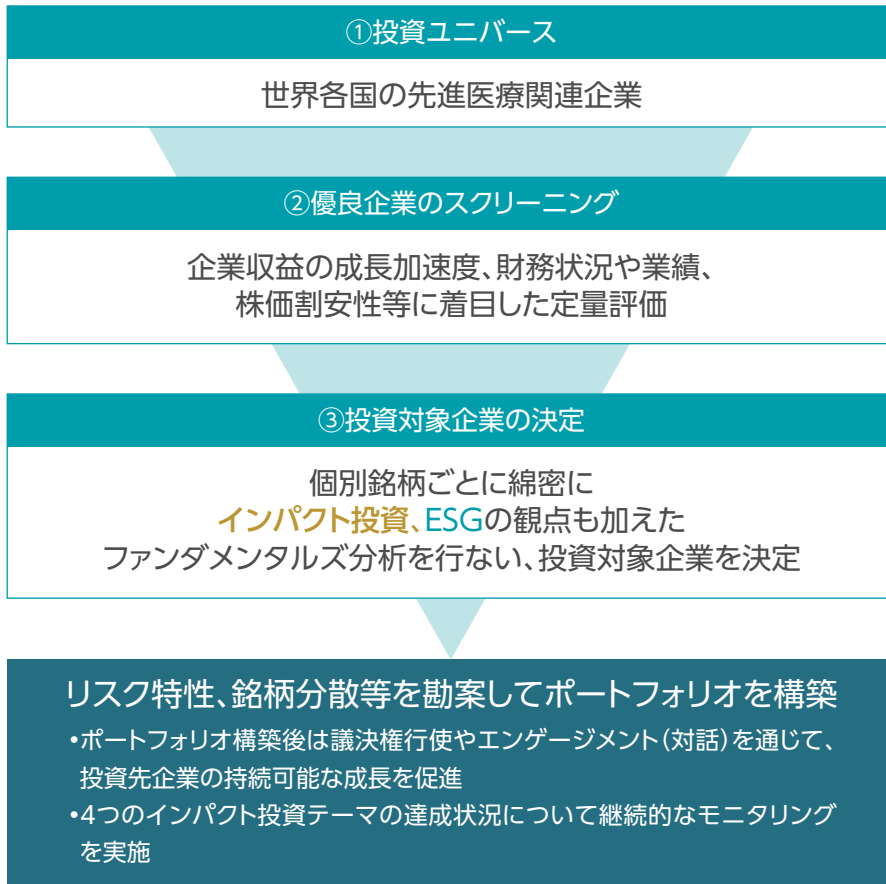 ①投資ユニバース
世界各国の先進医療関連企業
②優良企業のスクリーニング
企業収益の成長加速度、財務状況や業績、
株価割安性等に着目した定量評価
③投資対象企業の決定
個別銘柄ごとに綿密に
インパクト投資、ESGの観点も加えた
ファンダメンタルズ分析を行ない、投資対象企業を決定
リスク特性、銘柄分散等を勘案してポートフォリオを構築
•ポートフォリオ構築後は議決権行使やエンゲージメント(対話)を通じて、
投資先企業の持続可能な成長を促進
•4つのインパクト投資テーマの達成状況について継続的なモニタリング
を実施